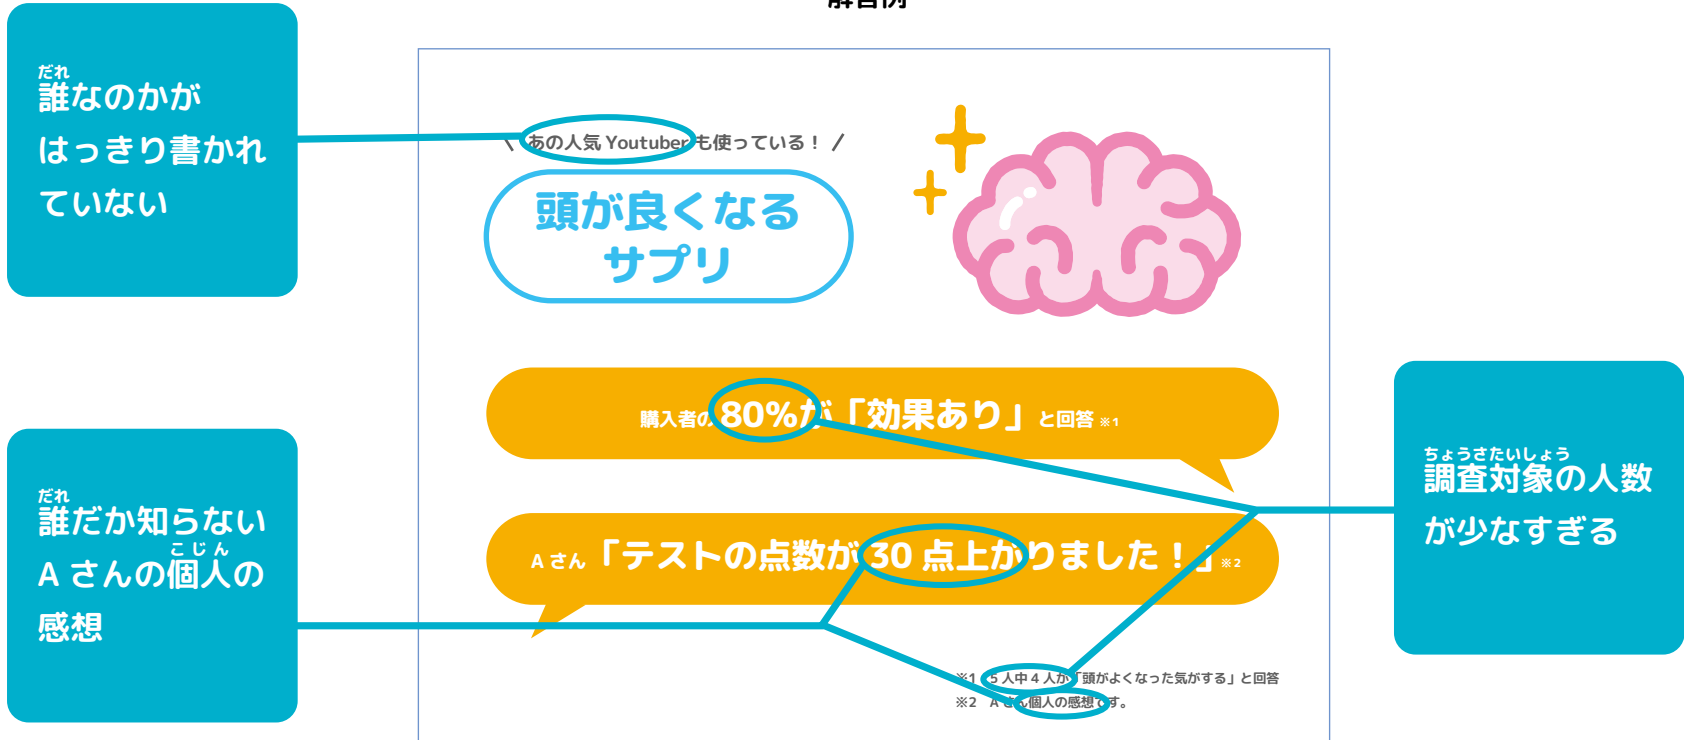 解答例
だれ
誰なのかが
はっきり書かれ
ていない
\ あの人気 Youtuber も使っている！ /
頭が良くなる
サプリ
購入者の 80%が「効果あり」と回答 ※1
A さん「テストの点数が 30 点上がりました！」※2
だれ
誰だか知らない
こじん
A さんの個人の
感想
ちょうさたいしょう
調査対象の人数
が少なすぎる
※1 5 人中 4 人が「頭がよくなった気がする」と回答
※2 A さん個人の感想です。